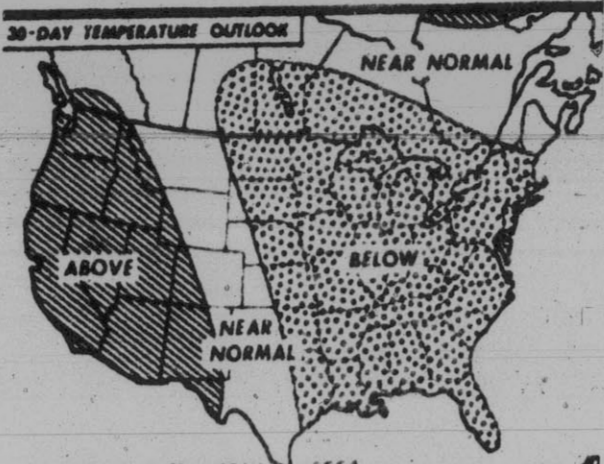 30-DAY TEMPERATURE OUTLOOK
NEAR NORMAL
ABOVE
BELOW
NEAR
NORMAL